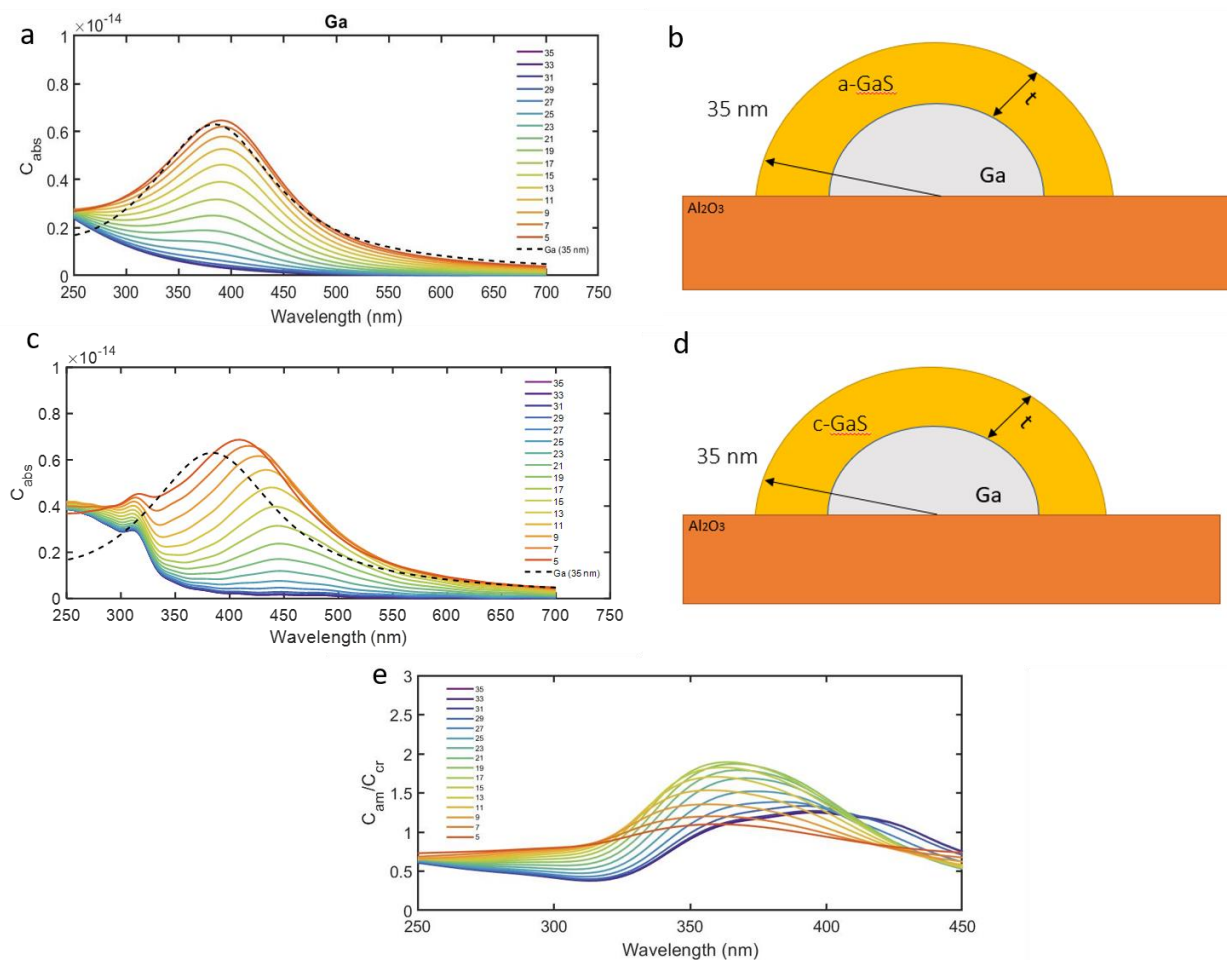 a
×10⁻¹⁴
Ga
1
0.8
0.6
0.4
0.2
0
C_abs
250 300 350 400 450 500 550 600 650 700 750
Wavelength (nm)
35
33
31
29
27
25
23
21
19
17
15
13
11
9
7
5
Ga (35 nm)
b
a-GaS
t
35 nm
Ga
Al₂O₃
c
×10⁻¹⁴
1
0.8
0.6
0.4
0.2
0
C_abs
250 300 350 400 450 500 550 600 650 700 750
Wavelength (nm)
35
33
31
29
27
25
23
21
19
17
15
13
11
9
7
5
Ga (35 nm)
d
c-GaS
t
35 nm
Ga
Al₂O₃
e
3
2.5
2
1.5
1
0.5
0
C_am/C_cr
250 300 350 400 450
Wavelength (nm)
35
33
31
29
27
25
23
21
19
17
15
13
11
9
7
5